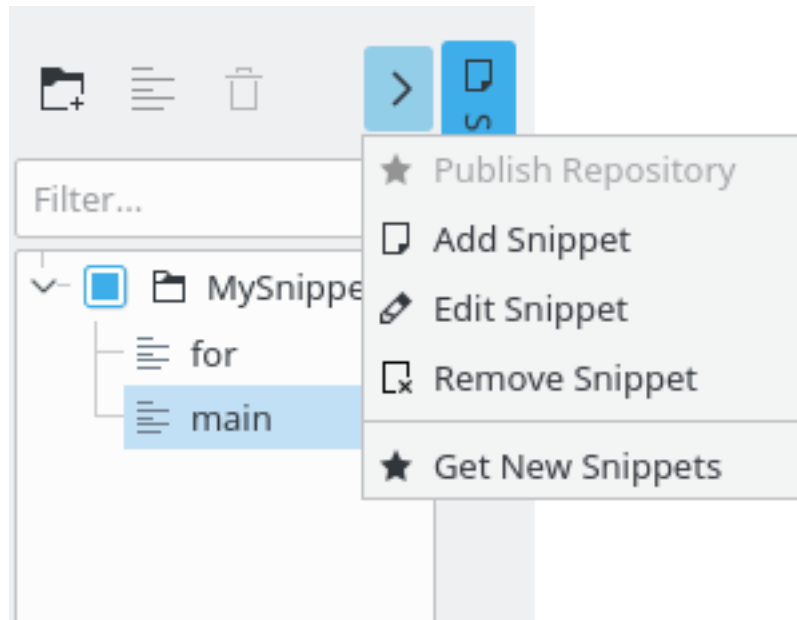 S
Filter...
Publish Repository
Add Snippet
MySnippe
Edit Snippet
for
Remove Snippet
main
Get New Snippets